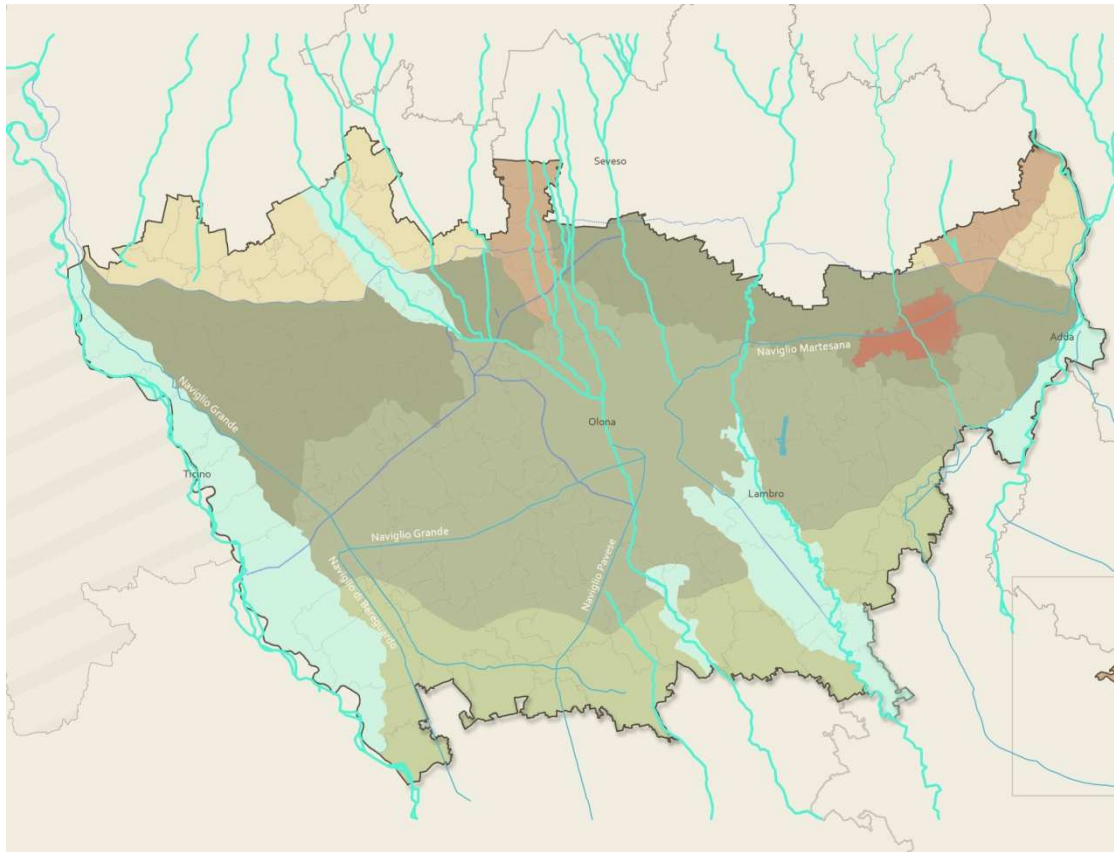 Seveso
Adda
Naviglio Martesana
Naviglio Grande
Olona
Ticino
Lambro
Naviglio Grande
Naviglio Pavese
Naviglio di Bereguardo